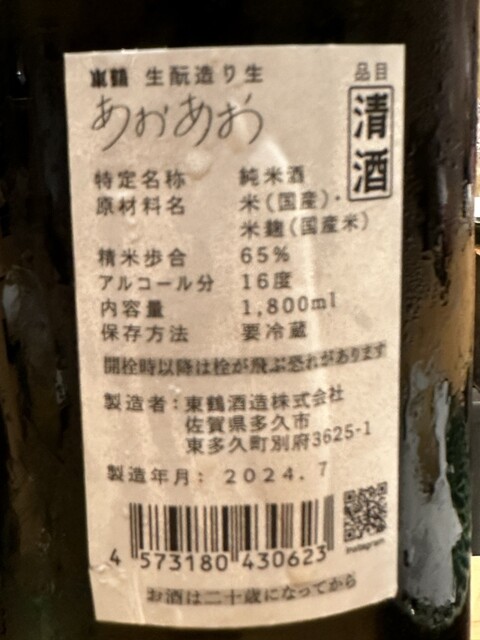 東鶴 生酛造り生
品目
清酒
あおあお
特定名称 純米酒
原材料名 米(国産)・
米麹(国産米)
精米歩合 65%
アルコール分 16度
内容量 1,800ml
保存方法 要冷蔵
開栓時以降は栓が飛ぶ恐れがあります
製造者:東鶴酒造株式会社
佐賀県多久市
東多久町別府3625-1
製造年月: 2024.7
4 573180 430623
Instagram
お酒は二十歳になってから